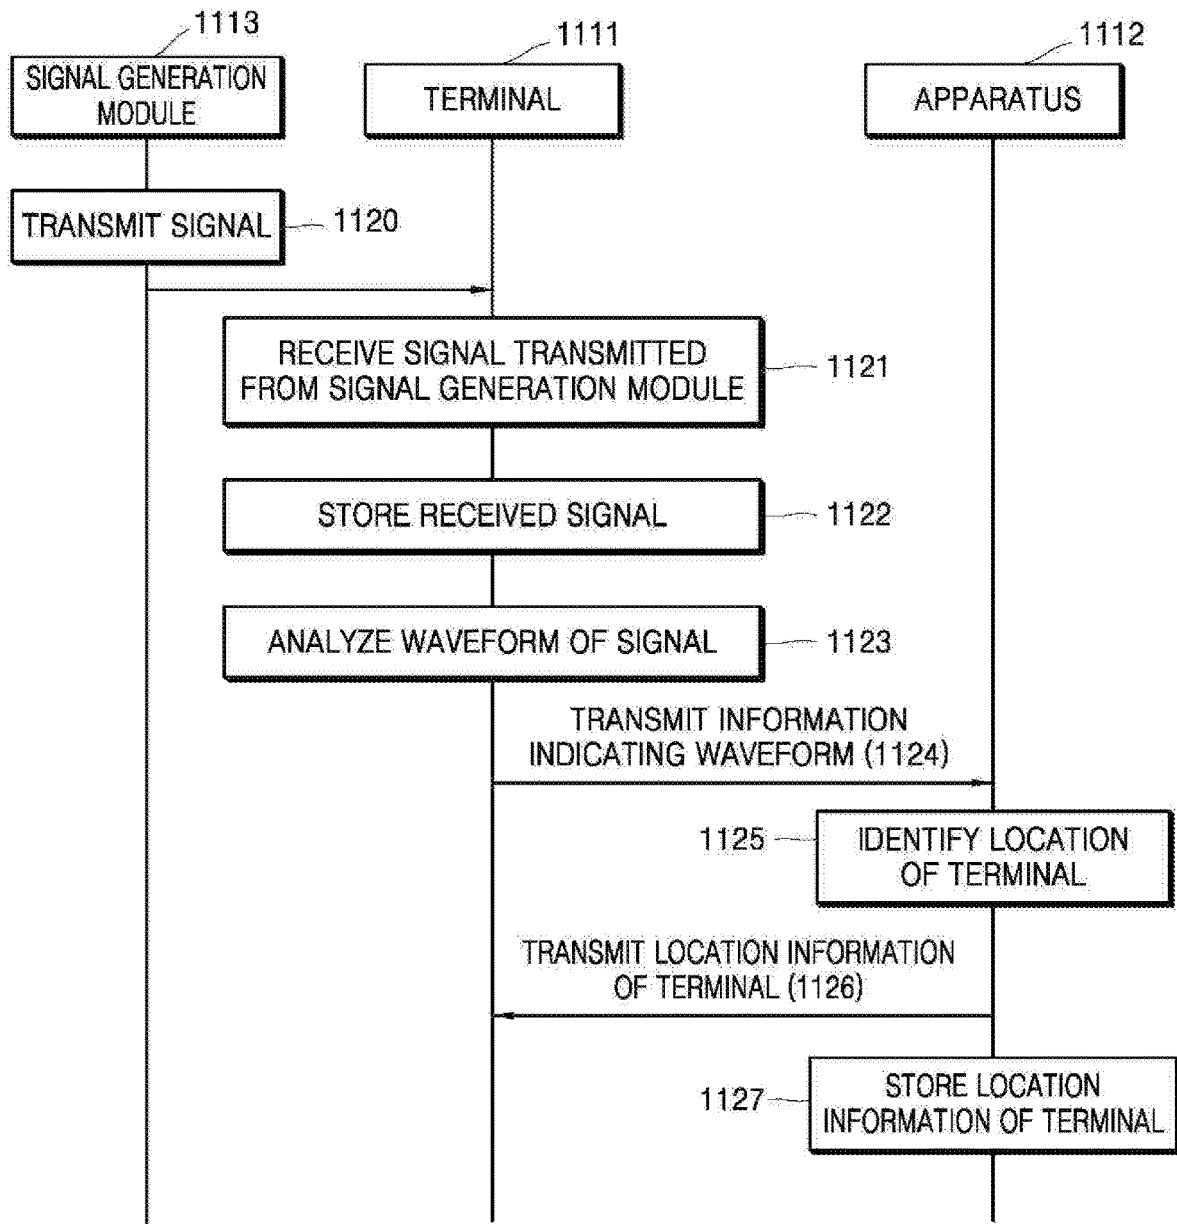 1113
1111
1112
SIGNAL GENERATION
MODULE
TERMINAL
APPARATUS
TRANSMIT SIGNAL
1120
RECEIVE SIGNAL TRANSMITTED
FROM SIGNAL GENERATION MODULE
1121
STORE RECEIVED SIGNAL
1122
ANALYZE WAVEFORM OF SIGNAL
1123
TRANSMIT INFORMATION
INDICATING WAVEFORM (1124)
1125
IDENTIFY LOCATION
OF TERMINAL
TRANSMIT LOCATION INFORMATION
OF TERMINAL (1126)
1127
STORE LOCATION
INFORMATION OF TERMINAL